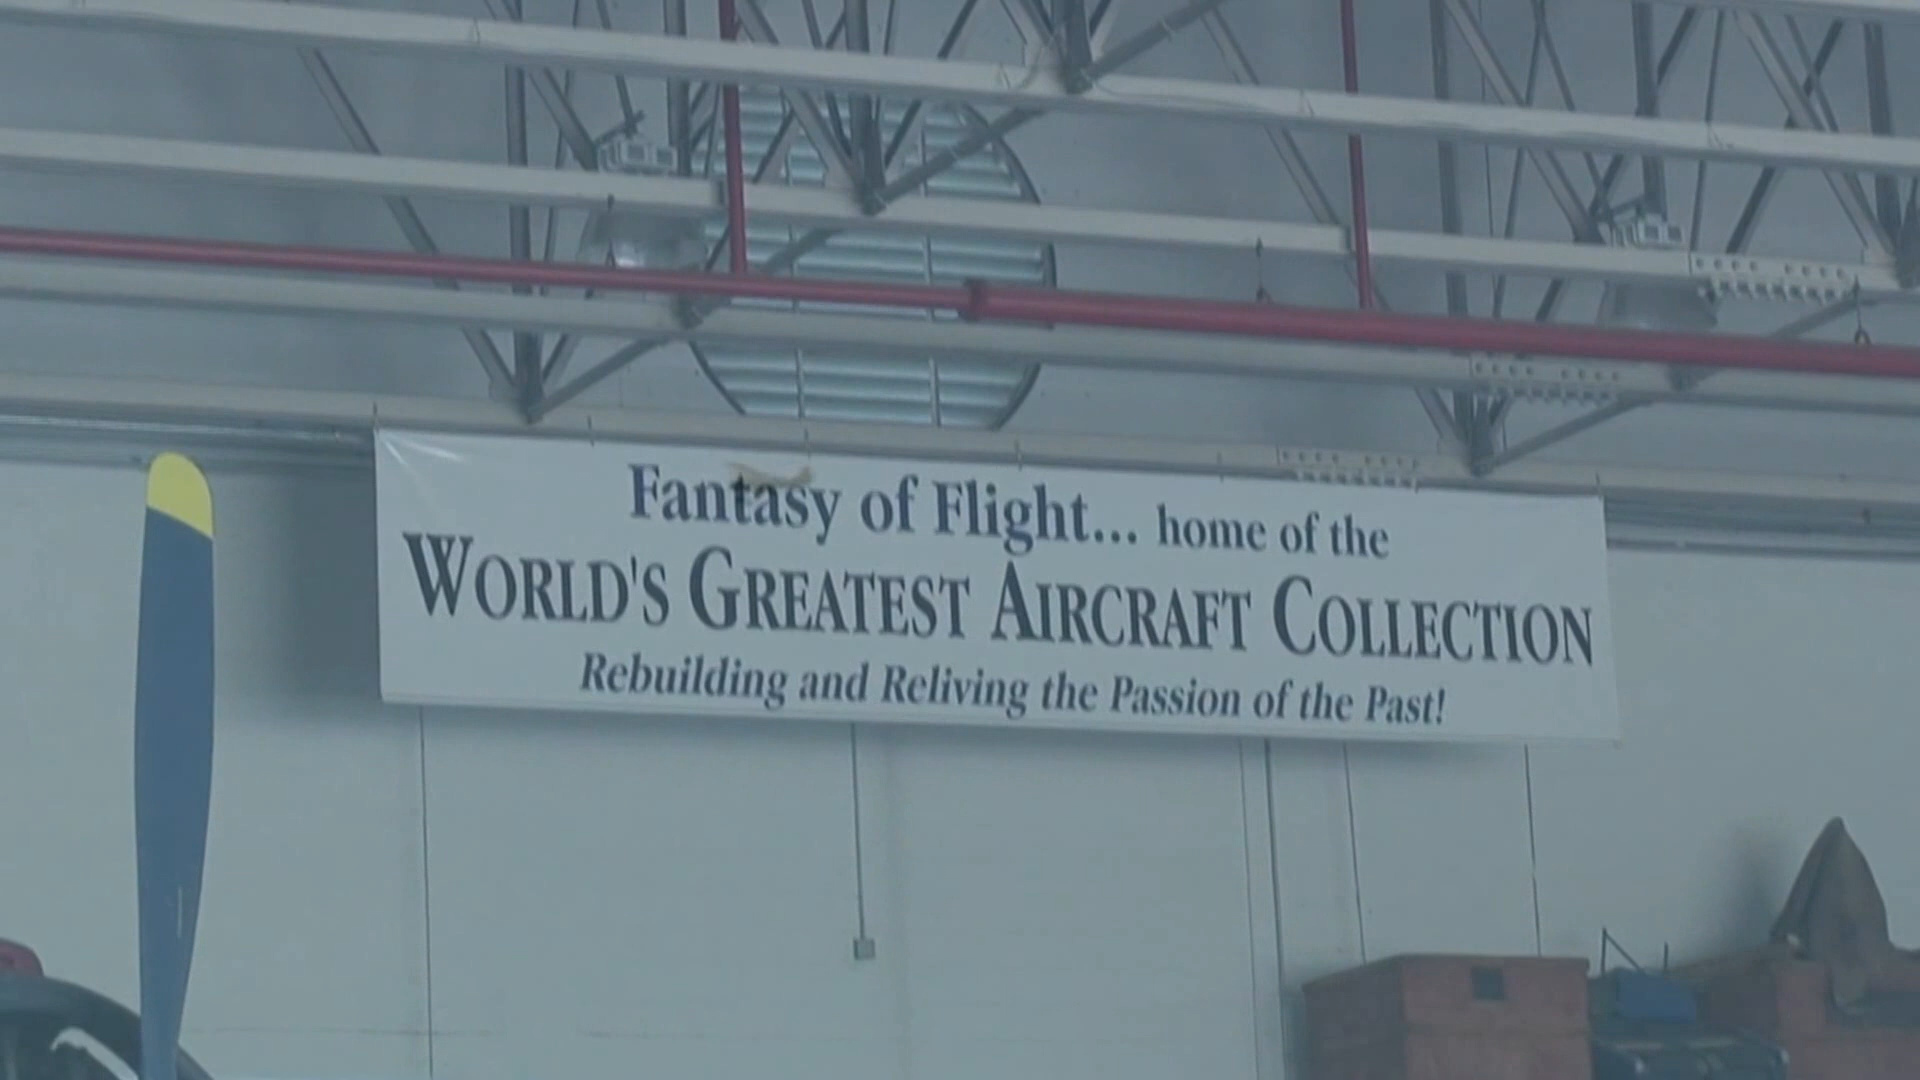 Fantasy of Flight... home of the
WORLD'S GREATEST AIRCRAFT COLLECTION
Rebuilding and Reliving the Passion of the Past!